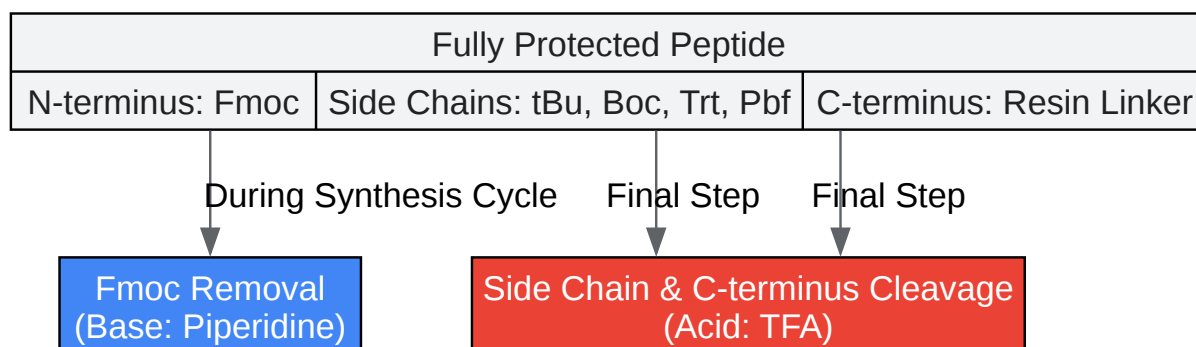 Fully Protected Peptide
N-terminus: Fmoc
Side Chains: tBu, Boc, Trt, Pbf
C-terminus: Resin Linker
During Synthesis Cycle
Final Step
Final Step
Fmoc Removal
(Base: Piperidine)
Side Chain & C-terminus Cleavage
(Acid: TFA)